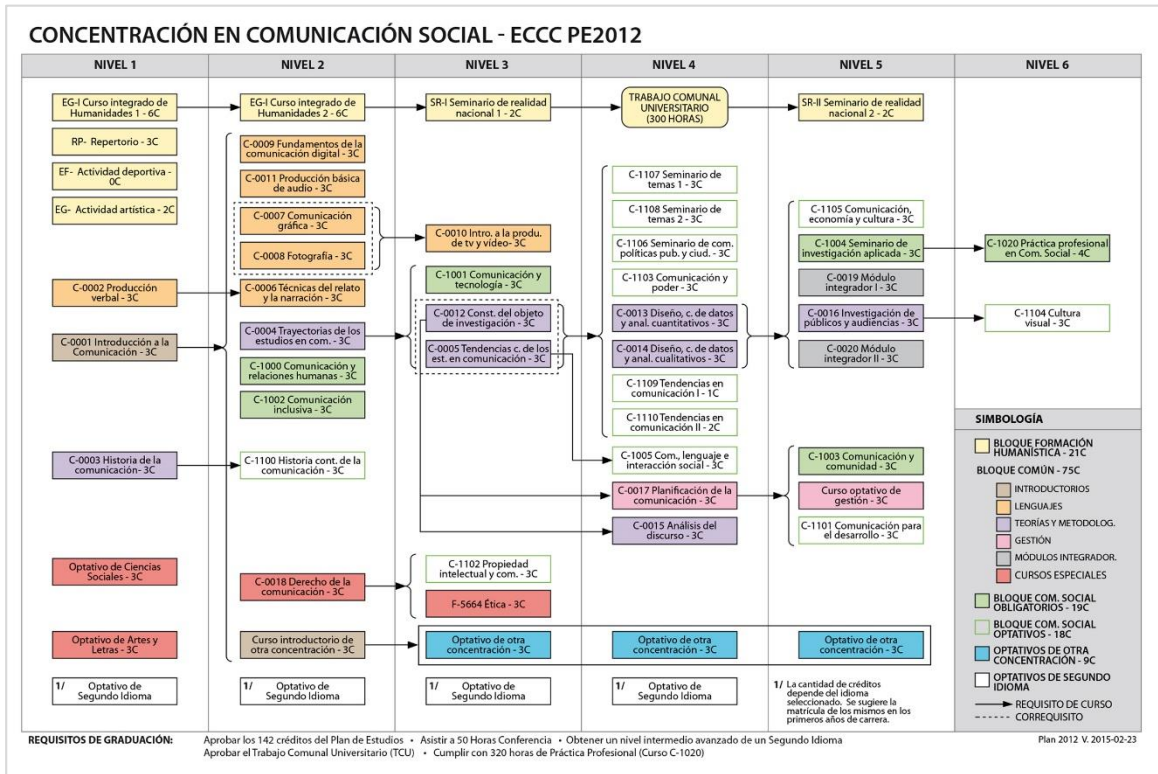 CONCENTRACIÓN EN COMUNICACIÓN SOCIAL - ECCC PE2012
NIVEL 1
EG-I Curso integrado de
Humanidades 1 - 6C
RP- Repertorio - 3C
EF- Actividad deportiva -
0C
EG- Actividad artística - 2C
C-0002 Producción
verbal - 3C
C-0001 Introducción a la
Comunicación - 3C
C-0003 Historia de la
comunicación- 3C
Optativo de Ciencias
Sociales - 3C
Optativo de Artes y
Letras - 3C
1/ Optativo de
Segundo Idioma
NIVEL 2
EG-I Curso integrado de
Humanidades 2 - 6C
C-0009 Fundamentos de la
comunicación digital - 3C
C-0011 Producción básica
de audio - 3C
C-0007 Comunicación
gráfica - 3C
C-0008 Fotografía - 3C
C-0006 Técnicas del relato
y la narración - 3C
C-0004 Trayectorias de los
estudios en com. - 3C
C-1000 Comunicación y
relaciones humanas - 3C
C-1002 Comunicación
inclusiva - 3C
C-1100 Historia cont. de la
comunicación - 3C
C-0018 Derecho de la
comunicación - 3C
Curso introductorio de
otra concentración - 3C
1/ Optativo de
Segundo Idioma
NIVEL 3
SR-I Seminario de realidad
nacional 1 - 2C
C-0010 Intro. a la produ.
de tv y vídeo- 3C
C-1001 Comunicación y
tecnología - 3C
C-0012 Const. del objeto
de investigación - 3C
C-0005 Tendencias c. de los
est. en comunicación - 3C
C-1102 Propiedad
intelectual y com. - 3C
F-5664 Ética - 3C
Optativo de otra
concentración - 3C
1/ Optativo de
Segundo Idioma
NIVEL 4
TRABAJO COMUNAL
UNIVERSITARIO
(300 HORAS)
C-1107 Seminario de
temas 1 - 3C
C-1108 Seminario de
temas 2 - 3C
C-1106 Seminario de com.
políticas pub. y ciud. - 3C
C-1103 Comunicación y
poder - 3C
C-0013 Diseño, c. de datos
y anal. cuantitativos - 3C
C-0014 Diseño, c. de datos
y anal. cualitativos - 3C
C-1109 Tendencias en
comunicación I - 1C
C-1110 Tendencias en
comunicación II - 2C
C-1005 Com., lenguaje e
interacción social - 3C
C-0017 Planificación de la
comunicación - 3C
C-0015 Análisis del
discurso - 3C
Optativo de otra
concentración - 3C
1/ Optativo de
Segundo Idioma
NIVEL 5
SR-II Seminario de realidad
nacional 2 - 2C
C-1105 Comunicación,
economía y cultura - 3C
C-1004 Seminario de
investigación aplicada - 3C
C-0019 Módulo
integrador I - 3C
C-0016 Investigación de
públicos y audiencias - 3C
C-0020 Módulo
integrador II - 3C
C-1003 Comunicación y
comunidad - 3C
Curso optativo de
gestión - 3C
C-1101 Comunicación para
el desarrollo - 3C
Optativo de otra
concentración - 3C
1/ La cantidad de créditos
depende del idioma
seleccionado. Se sugiere la
matrícula de los mismos en los
primeros años de carrera.
NIVEL 6
C-1020 Práctica profesional
en Com. Social - 4C
C-1104 Cultura
visual - 3C
SIMBOLOGÍA
BLOQUE FORMACIÓN
HUMANÍSTICA - 21C
BLOQUE COMÚN - 75C
INTRODUCTORIOS
LENGUAJES
TEORÍAS Y METODOLOG.
GESTIÓN
MÓDULOS INTEGRADOR.
CURSOS ESPECIALES
BLOQUE COM. SOCIAL
OBLIGATORIOS - 19C
BLOQUE COM. SOCIAL
OPTATIVOS - 18C
OPTATIVOS DE OTRA
CONCENTRACIÓN - 9C
OPTATIVOS DE SEGUNDO
IDIOMA
REQUISITO DE CURSO
CORREQUISITO
REQUISITOS DE GRADUACIÓN: Aprobar los 142 créditos del Plan de Estudios • Asistir a 50 Horas Conferencia • Obtener un nivel intermedio avanzado de un Segundo Idioma
Aprobar el Trabajo Comunal Universitario (TCU) • Cumplir con 320 horas de Práctica Profesional (Curso C-1020)
Plan 2012 V. 2015-02-23